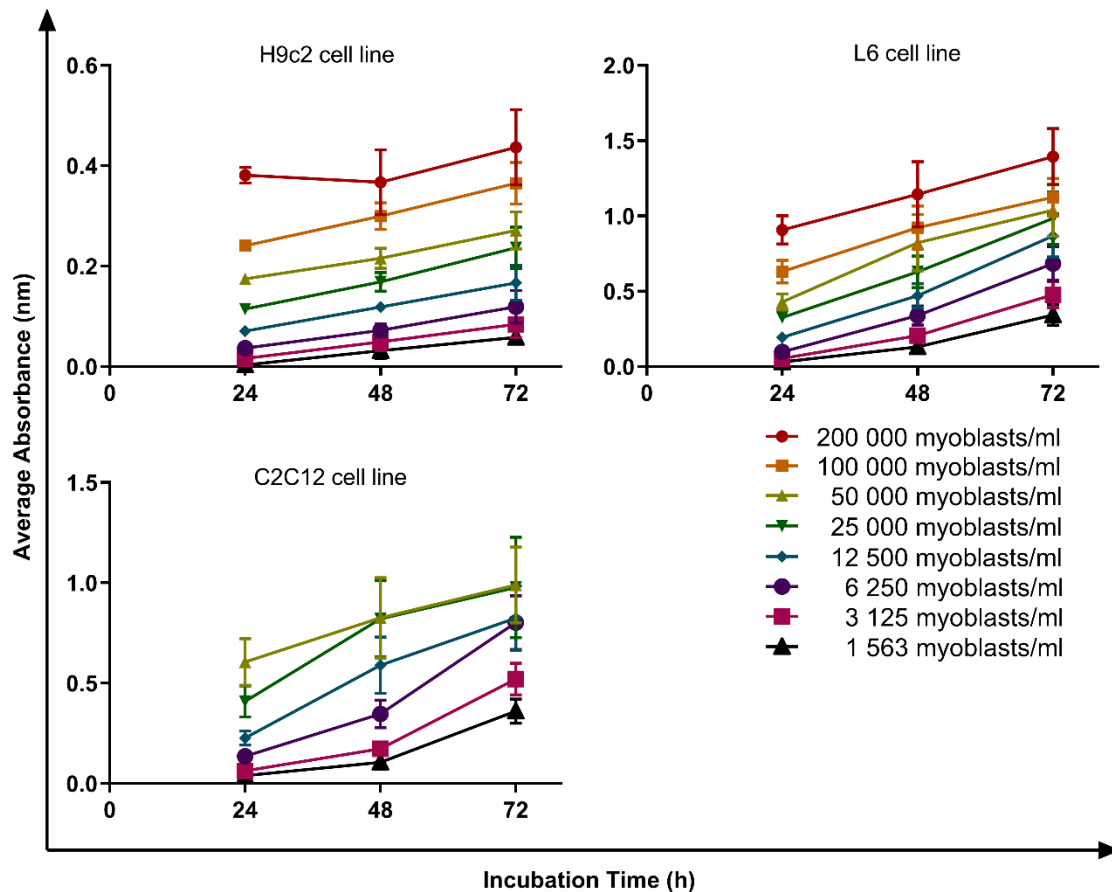 H9c2 cell line
0.6
0.4
0.2
0.0
0 24 48 72
L6 cell line
2.0
1.5
1.0
0.5
0.0
0 24 48 72
C2C12 cell line
1.5
1.0
0.5
0.0
0 24 48 72
200 000 myoblasts/ml
100 000 myoblasts/ml
50 000 myoblasts/ml
25 000 myoblasts/ml
12 500 myoblasts/ml
6 250 myoblasts/ml
3 125 myoblasts/ml
1 563 myoblasts/ml
Average Absorbance (nm)
Incubation Time (h)